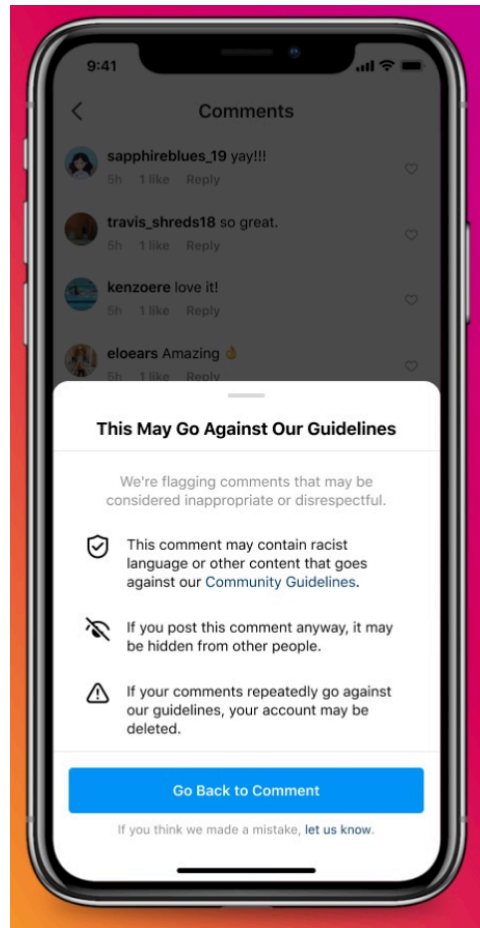 9:41
Comments
sapphireblues_19 yay!!!
5h 1 like Reply
travis_shreds18 so great.
5h 1 like Reply
kenzoere love it!
5h 1 like Reply
eloears Amazing 👌
5h 1 like Reply
This May Go Against Our Guidelines
We're flagging comments that may be
considered inappropriate or disrespectful.
This comment may contain racist
language or other content that goes
against our Community Guidelines.
If you post this comment anyway, it may
be hidden from other people.
If your comments repeatedly go against
our guidelines, your account may be
deleted.
Go Back to Comment
If you think we made a mistake, let us know.